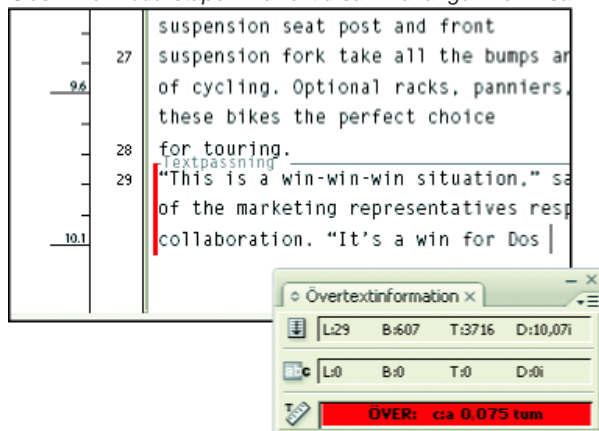 suspension seat post and front
27 suspension fork take all the bumps an
9.6 of cycling. Optional racks, panniers,
these bikes the perfect choice
28 for touring.
Textpassning
29 “This is a win-win-win situation,” sa
of the marketing representatives resp
10.1 collaboration. “It’s a win for Dos
Övertextinformation
L:29 B:607 T:3716 D:10,07i
abc L:0 B:0 T:0 D:0i
T ÖVER: c:a 0,075 tum